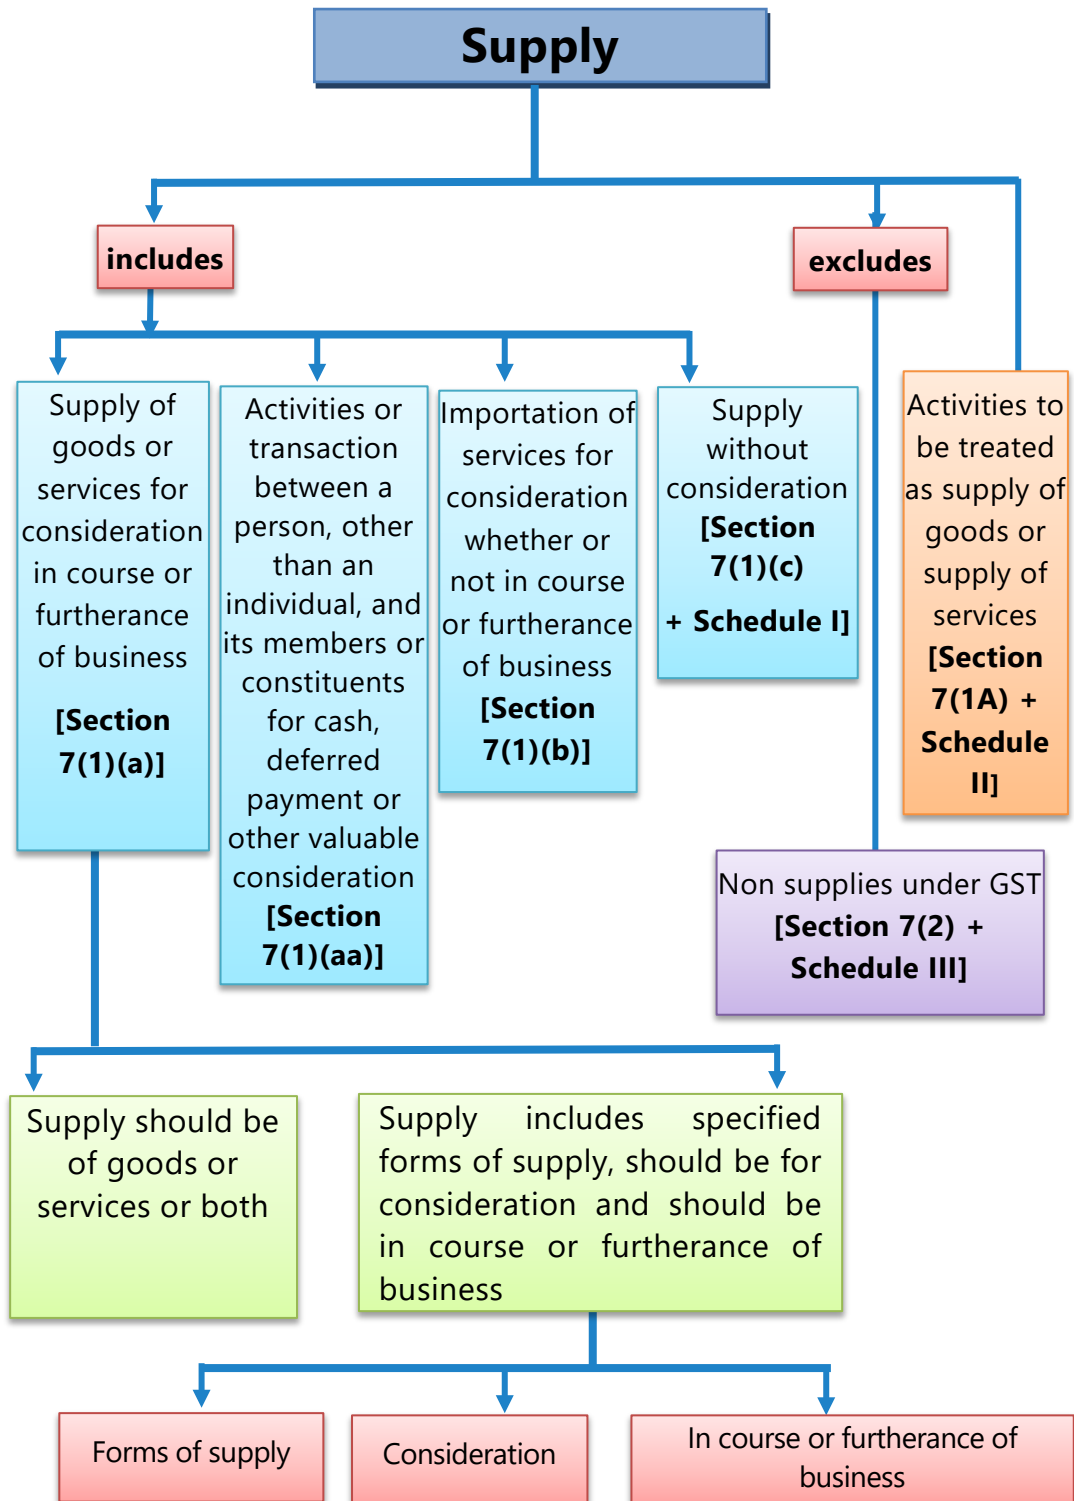 Supply
includes
excludes
Supply of
goods or
services for
consideration
in course or
furtherance
of business
[Section
7(1)(a)]
Activities or
transaction
between a
person, other
than an
individual, and
its members or
constituents
for cash,
deferred
payment or
other valuable
consideration
[Section
7(1)(aa)]
Importation of
services for
consideration
whether or
not in course
or furtherance
of business
[Section
7(1)(b)]
Supply
without
consideration
[Section
7(1)(c)
+ Schedule I]
Activities to
be treated
as supply of
goods or
supply of
services
[Section
7(1A) +
Schedule
II]
Non supplies under GST
[Section 7(2) +
Schedule III]
Supply should be
of goods or
services or both
Supply includes specified
forms of supply, should be for
consideration and should be
in course or furtherance of
business
Forms of supply
Consideration
In course or furtherance of
business